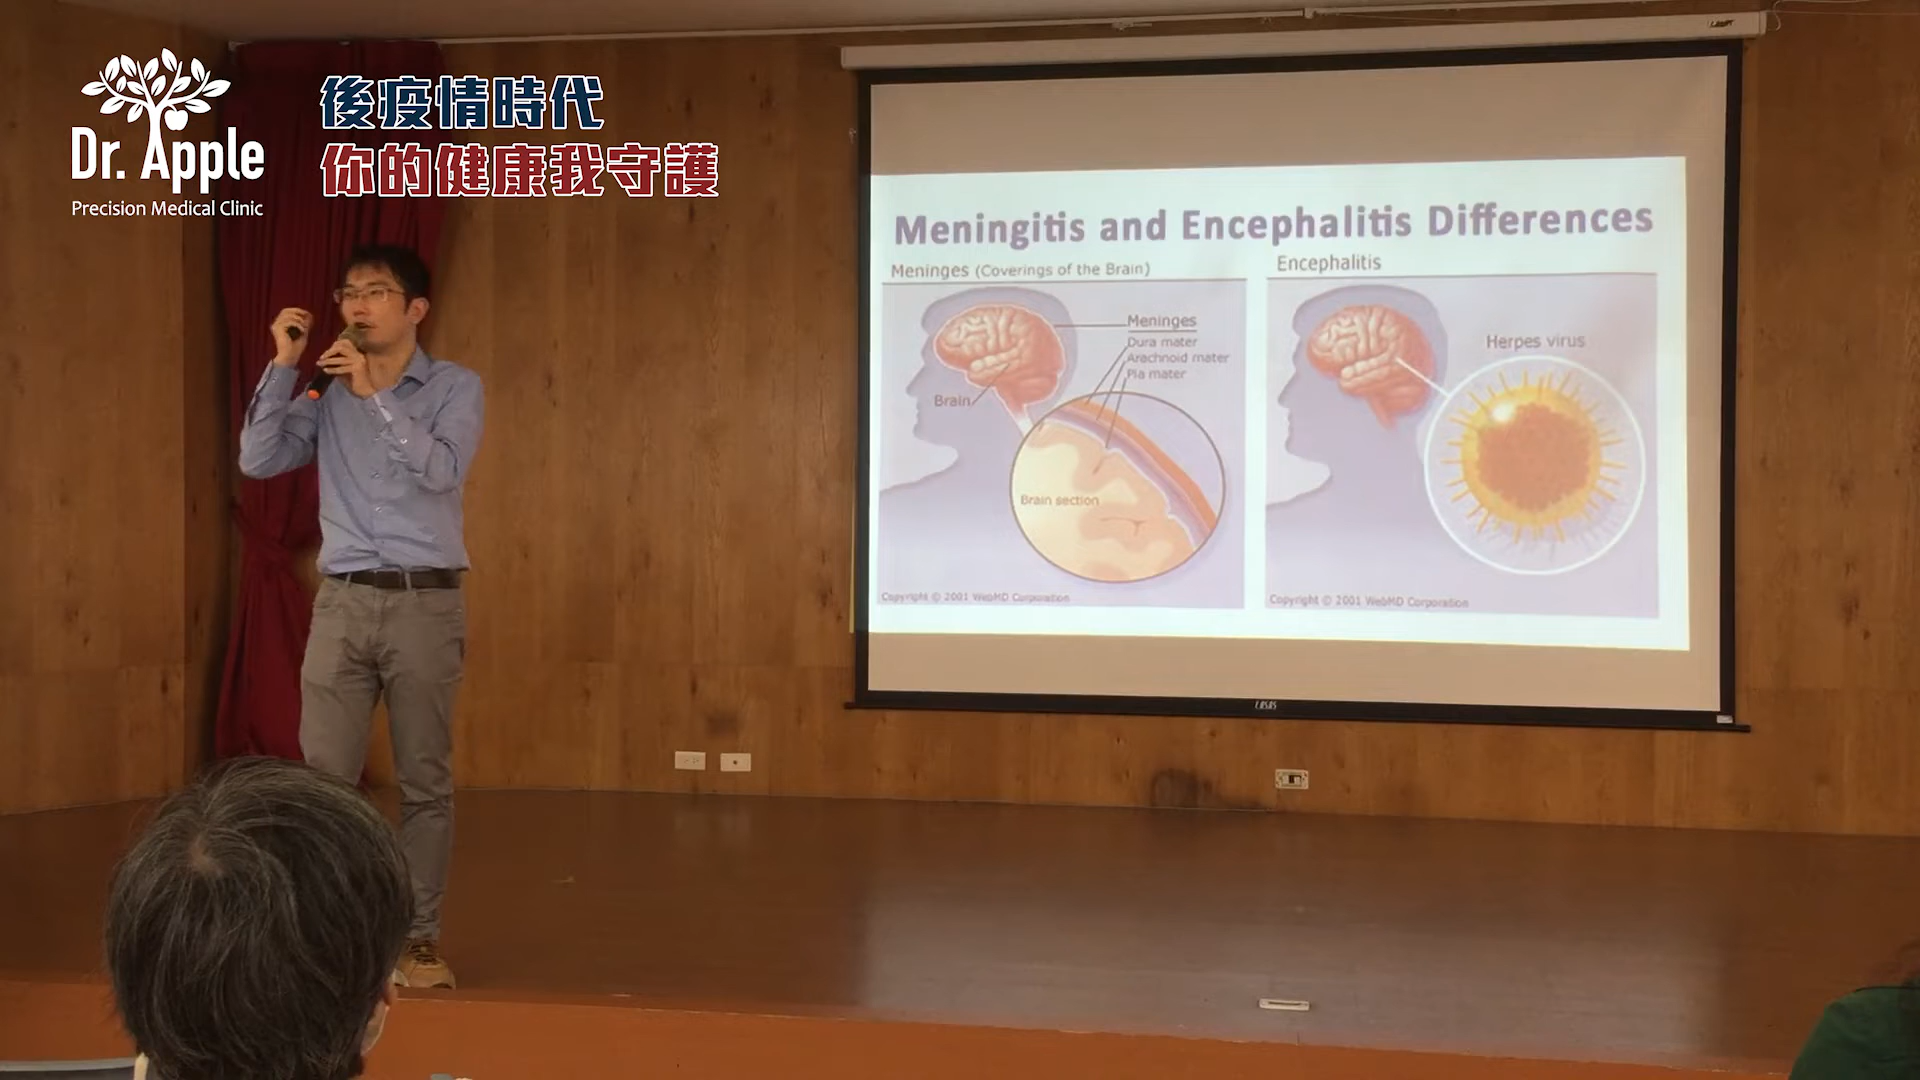 Dr. Apple
Precision Medical Clinic
後疫情時代
你的健康我守護
Meningitis and Encephalitis Differences
Meninges (Coverings of the Brain)
Meninges
Dura mater
Arachnoid mater
Pia mater
Brain
Brain section
Copyright © 2001 WebMD Corporation
Encephalitis
Herpes virus
Copyright © 2001 WebMD Corporation